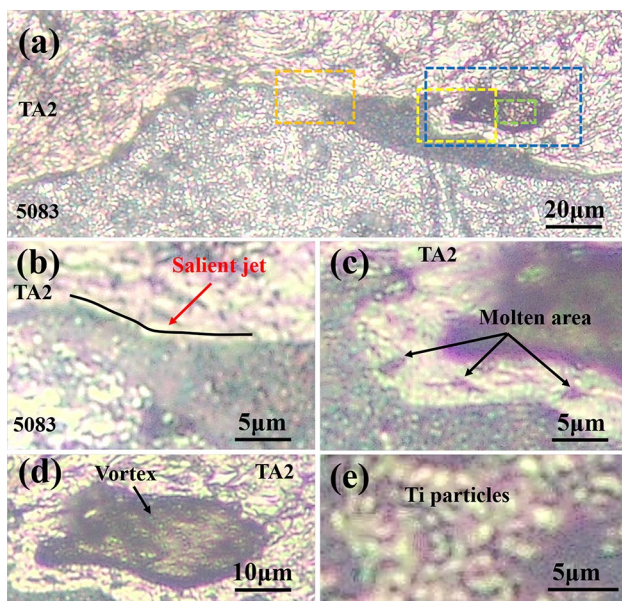 (a)
TA2
5083
20μm
(b)
Salient jet
TA2
5083
5μm
(c)
TA2
Molten area
5μm
(d)
Vortex
TA2
10μm
(e)
Ti particles
5μm